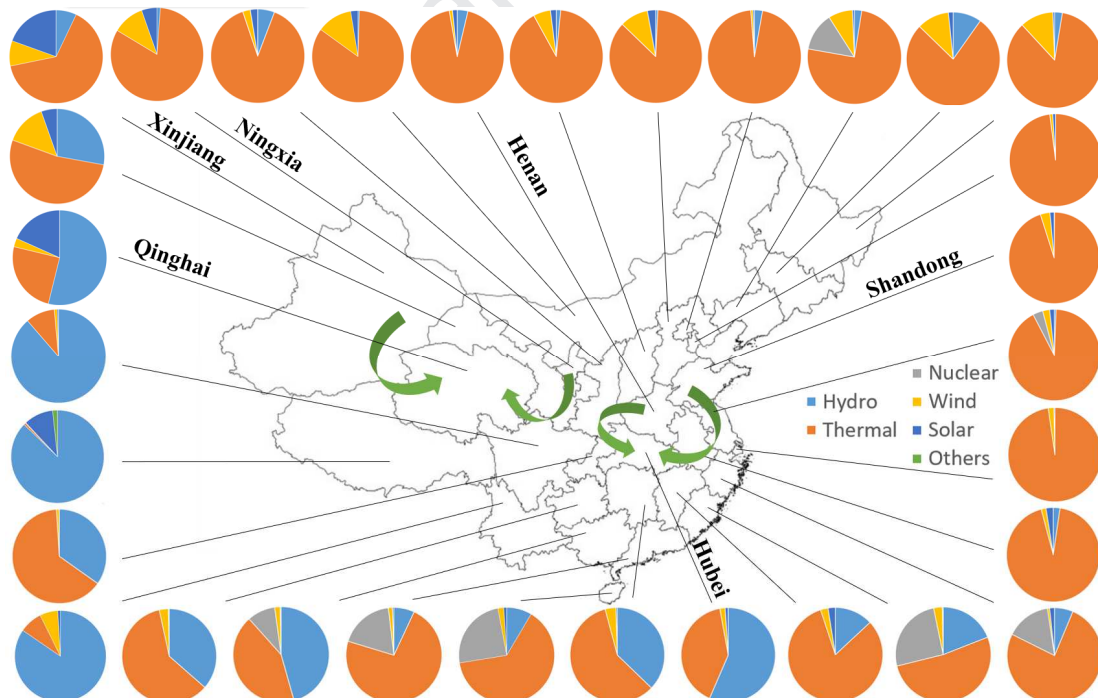 Xinjiang
Ningxia
Henan
Qinghai
Shandong
Nuclear
Hydro
Wind
Thermal
Solar
Others
Hubei